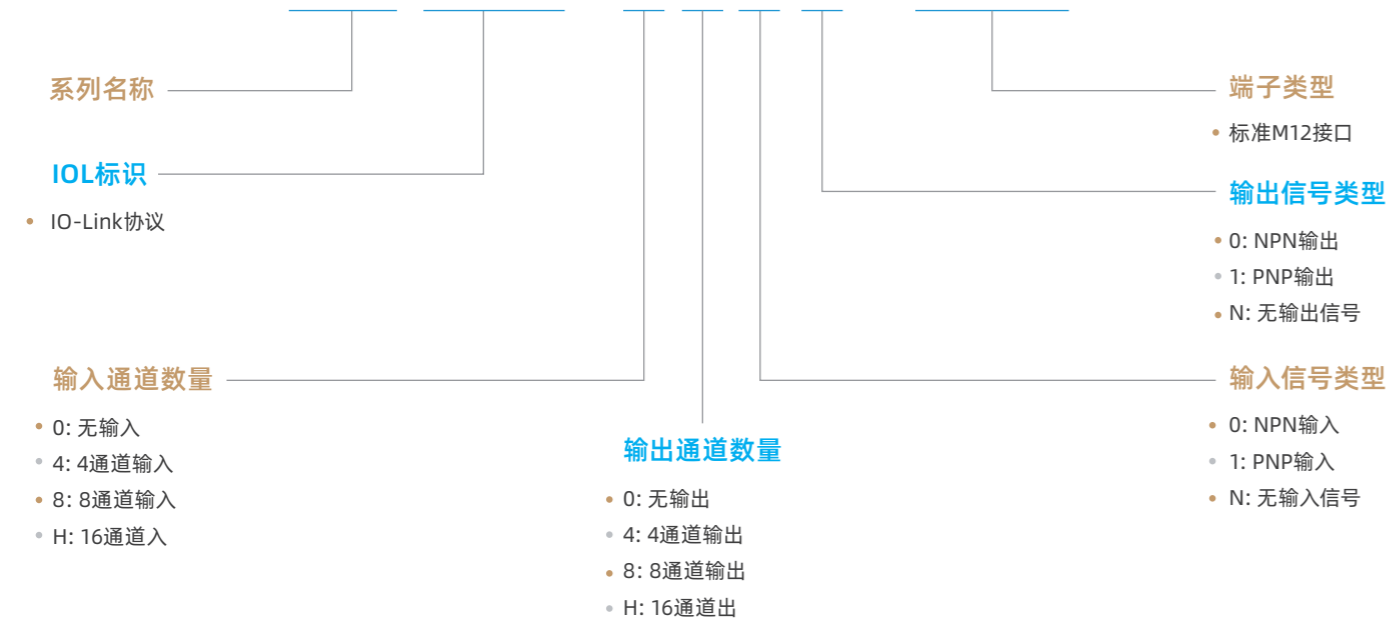 系列名称
IOL标识
IO-Link协议
输入通道数量
0: 无输入
4: 4通道输入
8: 8通道输入
H: 16通道入
输出通道数量
0: 无输出
4: 4通道输出
8: 8通道输出
H: 16通道出
端子类型
标准M12接口
输出信号类型
0: NPN输出
1: PNP输出
N: 无输出信号
输入信号类型
0: NPN输入
1: PNP输入
N: 无输入信号